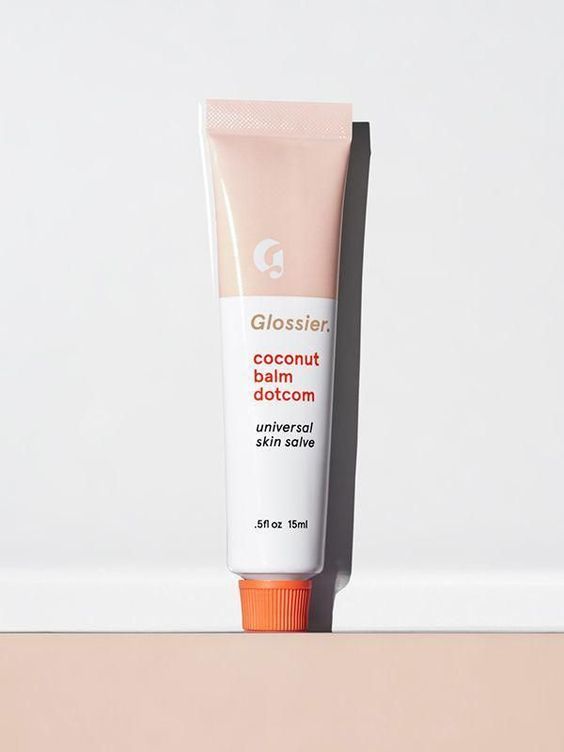 G
Glossier.
coconut
balm
dotcom
universal
skin salve
.5fl oz 15ml